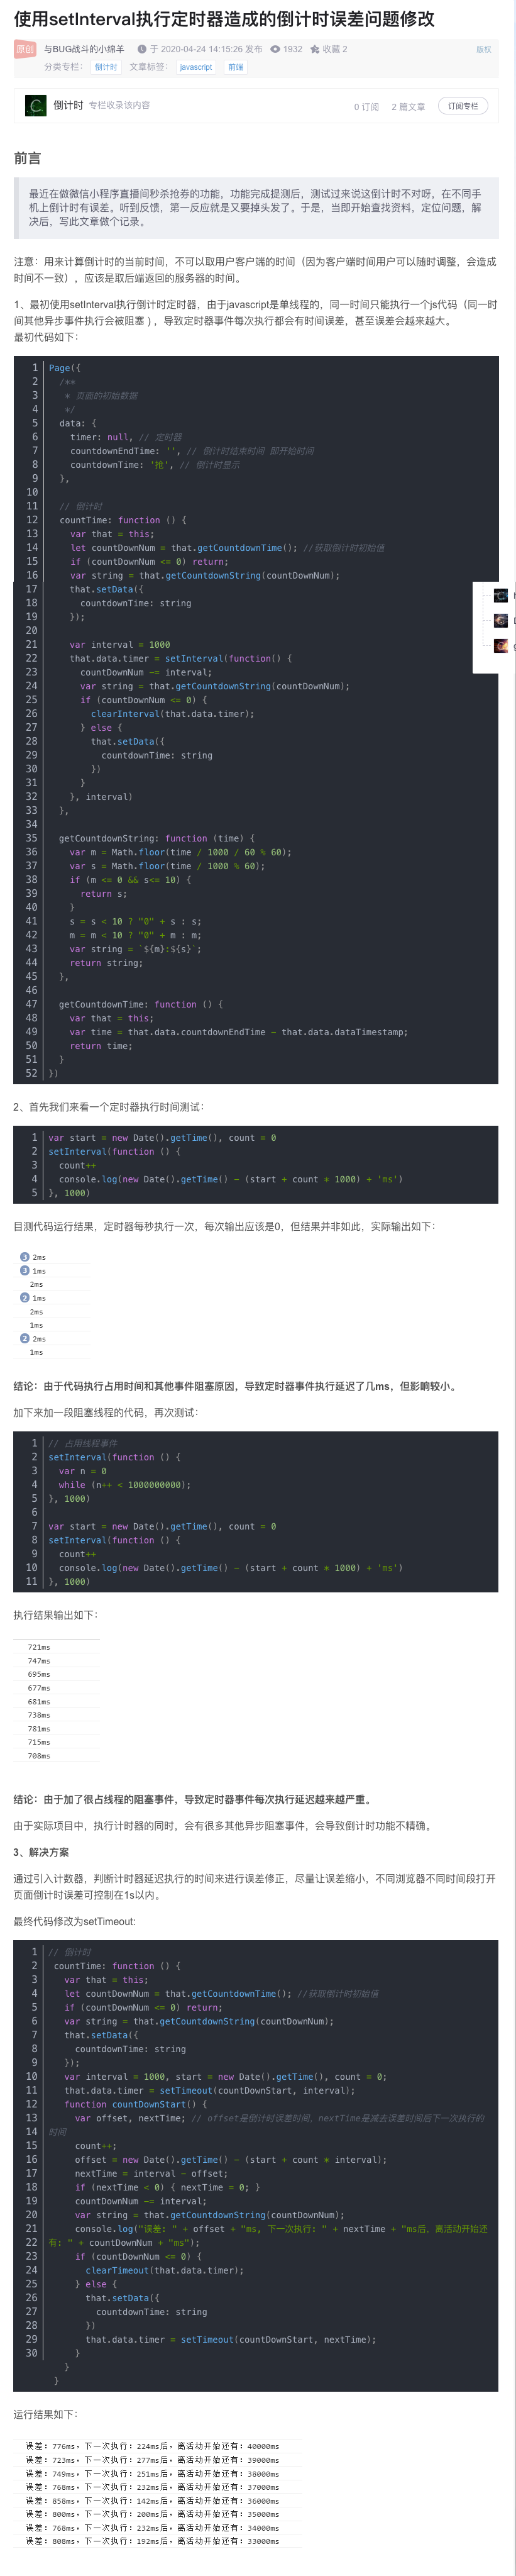 使用setInterval执行定时器造成的倒计时误差问题修改
原创 与BUG战斗的小绵羊 于 2020-04-24 14:15:26 发布 1932 收藏 2 版权
分类专栏： 倒计时 文章标签： javascript 前端
倒计时 专栏收录该内容 0 订阅 2 篇文章 订阅专栏
前言
最近在做微信小程序直播间秒杀抢券的功能，功能完成提测后，测试过来说这倒计时不对呀，在不同手
机上倒计时有误差。听到反馈，第一反应就是又要掉头发了。于是，当即开始查找资料，定位问题，解
决后，写此文章做个记录。
注意：用来计算倒计时的当前时间，不可以取用户客户端的时间（因为客户端时间用户可以随时调整，会造成
时间不一致），应该是取后端返回的服务器的时间。
1、最初使用setInterval执行倒计时定时器，由于javascript是单线程的，同一时间只能执行一个js代码（同一时
间其他异步事件执行会被阻塞 ) ，导致定时器事件每次执行都会有时间误差，甚至误差会越来越大。
最初代码如下：
1 Page({
2 /**
3 * 页面的初始数据
4 */
5 data: {
6 timer: null, // 定时器
7 countdownEndTime: '', // 倒计时结束时间 即开始时间
8 countdownTime: '抢', // 倒计时显示
9 },
10
11 // 倒计时
12 countTime: function () {
13 var that = this;
14 let countDownNum = that.getCountdownTime(); //获取倒计时初始值
15 if (countDownNum <= 0) return;
16 var string = that.getCountdownString(countDownNum);
17 that.setData({
18 countdownTime: string
19 });
20
21 var interval = 1000
22 that.data.timer = setInterval(function() {
23 countDownNum -= interval;
24 var string = that.getCountdownString(countDownNum);
25 if (countDownNum <= 0) {
26 clearInterval(that.data.timer);
27 } else {
28 that.setData({
29 countdownTime: string
30 })
31 }
32 }, interval)
33 },
34
35 getCountdownString: function (time) {
36 var m = Math.floor(time / 1000 / 60 % 60);
37 var s = Math.floor(time / 1000 % 60);
38 if (m <= 0 && s<= 10) {
39 return s;
40 }
41 s = s < 10 ? "0" + s : s;
42 m = m < 10 ? "0" + m : m;
43 var string = `${m}:${s}`;
44 return string;
45 },
46
47 getCountdownTime: function () {
48 var that = this;
49 var time = that.data.countdownEndTime - that.data.dataTimestamp;
50 return time;
51 }
52 })
2、首先我们来看一个定时器执行时间测试：
1 var start = new Date().getTime(), count = 0
2 setInterval(function () {
3 count++
4 console.log(new Date().getTime() - (start + count * 1000) + 'ms')
5 }, 1000)
目测代码运行结果，定时器每秒执行一次，每次输出应该是0，但结果并非如此，实际输出如下：
3 2ms
3 1ms
2ms
2 1ms
2ms
1ms
2 2ms
1ms
结论：由于代码执行占用时间和其他事件阻塞原因，导致定时器事件执行延迟了几ms，但影响较小。
加下来加一段阻塞线程的代码，再次测试：
1 // 占用线程事件
2 setInterval(function () {
3 var n = 0
4 while (n++ < 1000000000);
5 }, 1000)
6
7 var start = new Date().getTime(), count = 0
8 setInterval(function () {
9 count++
10 console.log(new Date().getTime() - (start + count * 1000) + 'ms')
11 }, 1000)
执行结果输出如下：
721ms
747ms
695ms
677ms
681ms
738ms
781ms
715ms
708ms
结论：由于加了很占线程的阻塞事件，导致定时器事件每次执行延迟越来越严重。
由于实际项目中，执行计时器的同时，会有很多其他异步阻塞事件，会导致倒计时功能不精确。
3、解决方案
通过引入计数器，判断计时器延迟执行的时间来进行误差修正，尽量让误差缩小，不同浏览器不同时间段打开
页面倒计时误差可控制在1s以内。
最终代码修改为setTimeout:
1 // 倒计时
2 countTime: function () {
3 var that = this;
4 let countDownNum = that.getCountdownTime(); //获取倒计时初始值
5 if (countDownNum <= 0) return;
6 var string = that.getCountdownString(countDownNum);
7 that.setData({
8 countdownTime: string
9 });
10 var interval = 1000, start = new Date().getTime(), count = 0;
11 that.data.timer = setTimeout(countDownStart, interval);
12 function countDownStart() {
13 var offset, nextTime; // offset是倒计时误差时间、nextTime是减去误差时间后下一次执行的
14 时间
15 count++;
16 offset = new Date().getTime() - (start + count * interval);
17 nextTime = interval - offset;
18 if (nextTime < 0) { nextTime = 0; }
19 countDownNum -= interval;
20 var string = that.getCountdownString(countDownNum);
21 console.log("误差: " + offset + "ms, 下一次执行: " + nextTime + "ms后、离活动开始还
22 有: " + countDownNum + "ms");
23 if (countDownNum <= 0) {
24 clearTimeout(that.data.timer);
25 } else {
26 that.setData({
27 countdownTime: string
28 })
29 that.data.timer = setTimeout(countDownStart, nextTime);
30 }
}
}
运行结果如下：
误差: 776ms, 下一次执行: 224ms后, 离活动开始还有: 40000ms
误差: 723ms, 下一次执行: 277ms后, 离活动开始还有: 39000ms
误差: 749ms, 下一次执行: 251ms后, 离活动开始还有: 38000ms
误差: 768ms, 下一次执行: 232ms后, 离活动开始还有: 37000ms
误差: 858ms, 下一次执行: 142ms后, 离活动开始还有: 36000ms
误差: 800ms, 下一次执行: 200ms后, 离活动开始还有: 35000ms
误差: 768ms, 下一次执行: 232ms后, 离活动开始还有: 34000ms
误差: 808ms, 下一次执行: 192ms后, 离活动开始还有: 33000ms